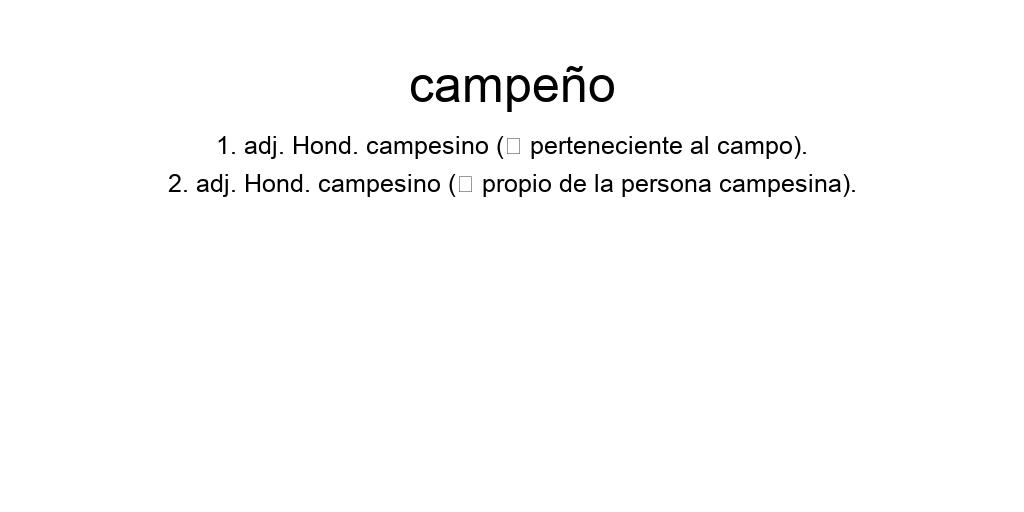 campeño
1. adj. Hond. campesino (□ perteneciente al campo).
2. adj. Hond. campesino (□ propio de la persona campesina).